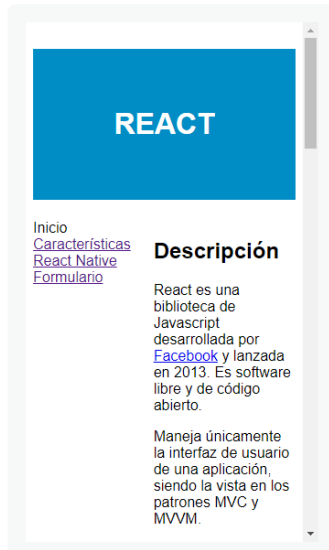 REACT
Inicio
Características
React Native
Formulario
Descripción
React es una
biblioteca de
Javascript
desarrollada por
Facebook y lanzada
en 2013. Es software
libre y de código
abierto.
Maneja únicamente
la interfaz de usuario
de una aplicación,
siendo la vista en los
patrones MVC y
MVVM.